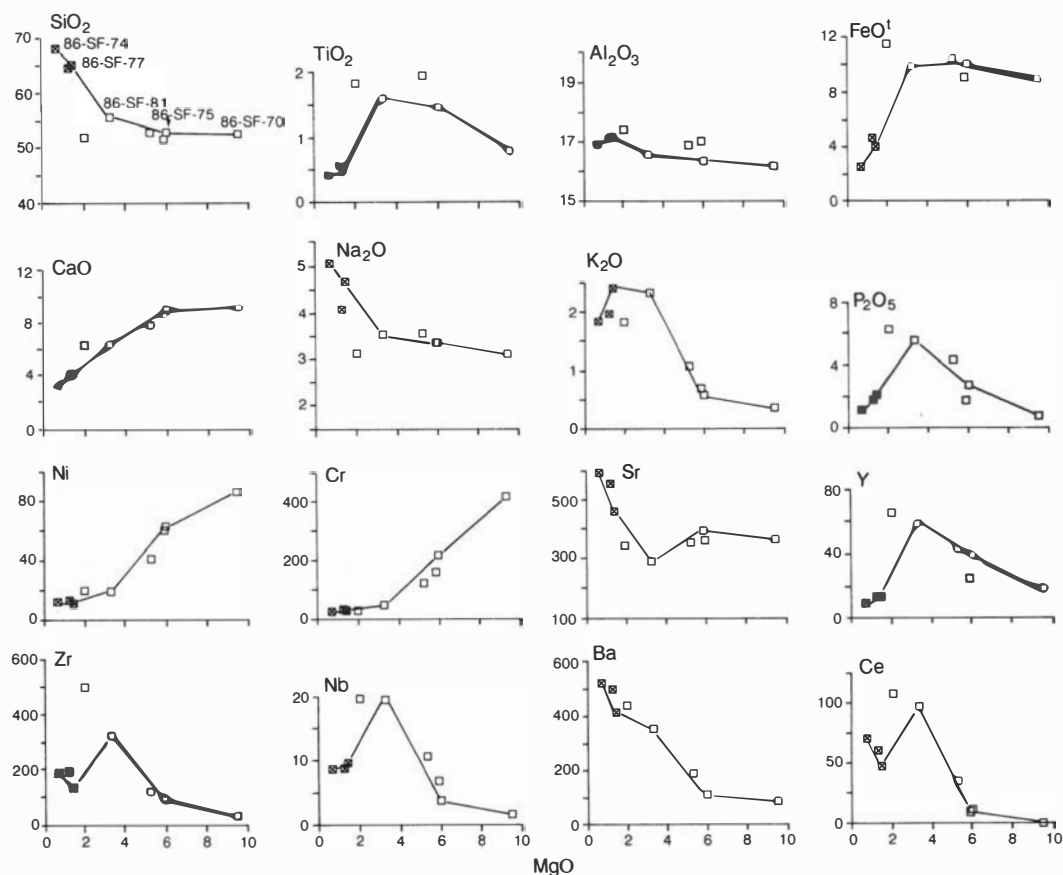 SiO2
70
60
50
40
86-SF-74
86-SF-77
86-SF-81
86-SF-75
86-SF-70
TiO2
2
1
0
Al2O3
19
17
15
FeOt
12
8
4
0
CaO
12
8
4
0
Na2O
5
4
3
2
K2O
2
1
0
P2O5
8
4
0
Ni
80
40
0
Cr
400
200
0
Sr
500
300
100
Y
80
40
0
Zr
600
400
200
0
0 2 4 6 8 10
Nb
20
10
0
0 2 4 6 8 10
Ba
600
400
200
0
0 2 4 6 8 10
Ce
100
50
0
0 2 4 6 8 10
MgO